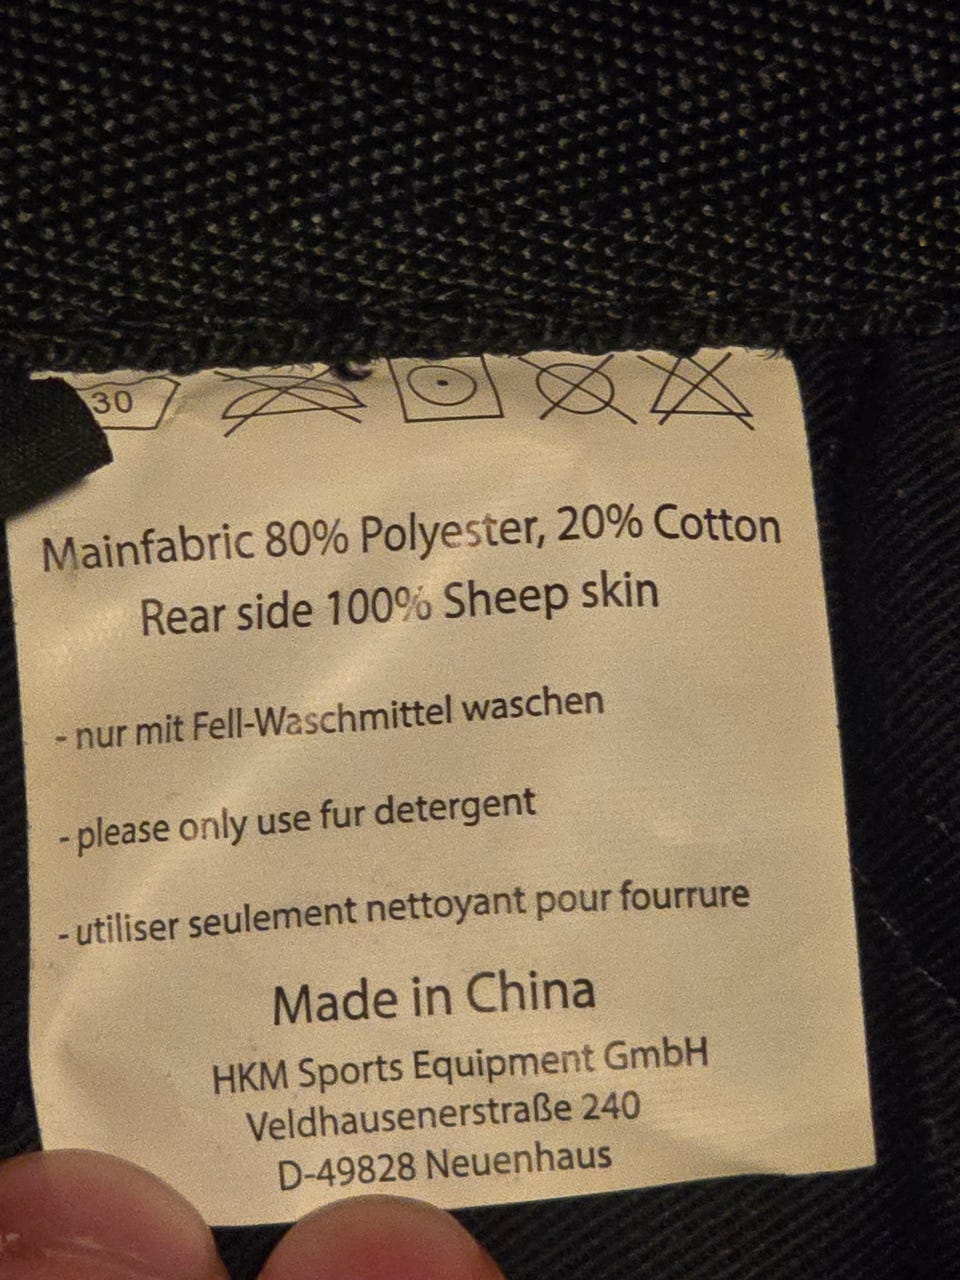 30
Mainfabric 80% Polyester, 20% Cotton
Rear side 100% Sheep skin
- nur mit Fell-Waschmittel waschen
- please only use fur detergent
- utiliser seulement nettoyant pour fourrure
Made in China
HKM Sports Equipment GmbH
Veldhausenerstraße 240
D-49828 Neuenhaus